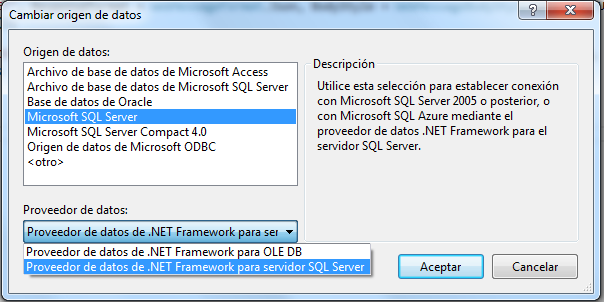 Cambiar origen de datos
Origen de datos:
Archivo de base de datos de Microsoft Access
Archivo de base de datos de Microsoft SQL Server
Base de datos de Oracle
Microsoft SQL Server
Microsoft SQL Server Compact 4.0
Origen de datos de Microsoft ODBC
<otro>
Descripción
Utilice esta selección para establecer conexión
con Microsoft SQL Server 2005 o posterior, o
con Microsoft SQL Azure mediante el
proveedor de datos .NET Framework para el
servidor SQL Server.
Proveedor de datos:
Proveedor de datos de .NET Framework para ser
Proveedor de datos de .NET Framework para OLE DB
Proveedor de datos de .NET Framework para servidor SQL Server
Aceptar
Cancelar